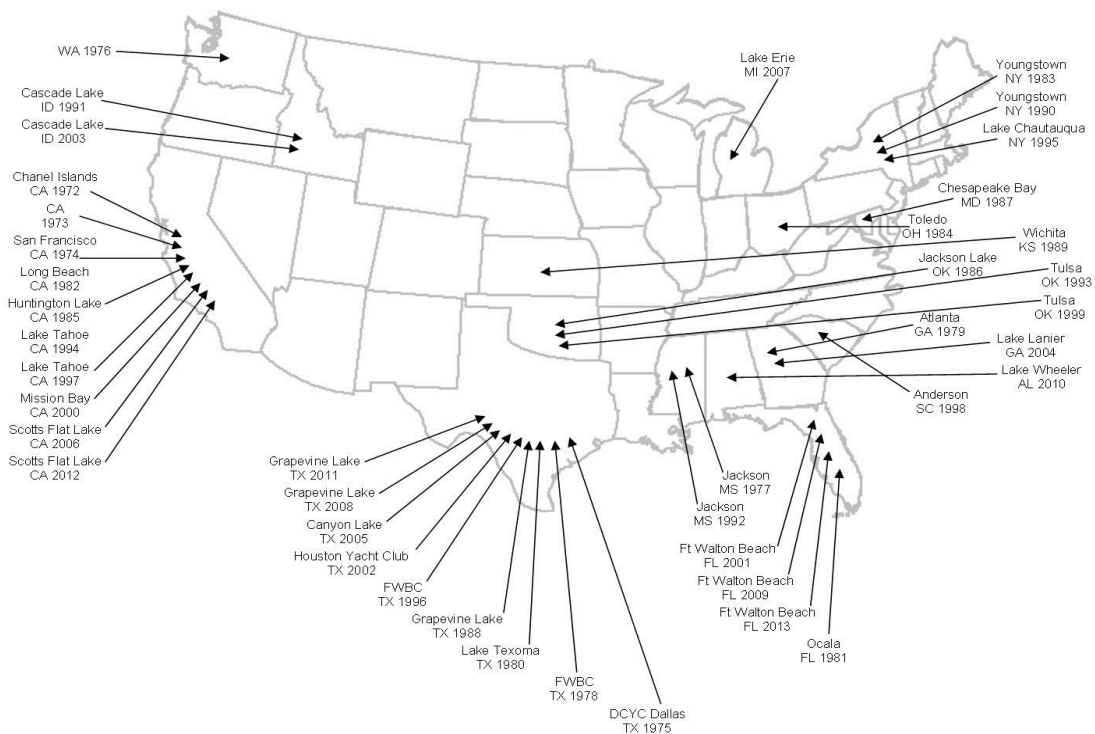 WA 1976
Cascade Lake
ID 1991
Cascade Lake
ID 2003
Chanel Islands
CA 1972
CA
1973
San Francisco
CA 1974
Long Beach
CA 1982
Huntington Lake
CA 1985
Lake Tahoe
CA 1994
Lake Tahoe
CA 1997
Mission Bay
CA 2000
Scotts Flat Lake
CA 2006
Scotts Flat Lake
CA 2012
Lake Erie
MI 2007
Youngstown
NY 1983
Youngstown
NY 1990
Lake Chautauqua
NY 1995
Chesapeake Bay
MD 1987
Toledo
OH 1984
Wichita
KS 1989
Jackson Lake
OK 1986
Tulsa
OK 1993
Tulsa
OK 1999
Atlanta
GA 1979
Lake Lanier
GA 2004
Lake Wheeler
AL 2010
Anderson
SC 1998
Grapevine Lake
TX 2011
Grapevine Lake
TX 2008
Canyon Lake
TX 2005
Houston Yacht Club
TX 2002
FWBC
TX 1996
Grapevine Lake
TX 1988
Lake Texoma
TX 1980
FWBC
TX 1978
DCYC Dallas
TX 1975
Jackson
MS 1977
Jackson
MS 1992
Ft Walton Beach
FL 2001
Ft Walton Beach
FL 2009
Ft Walton Beach
FL 2013
Ocala
FL 1981